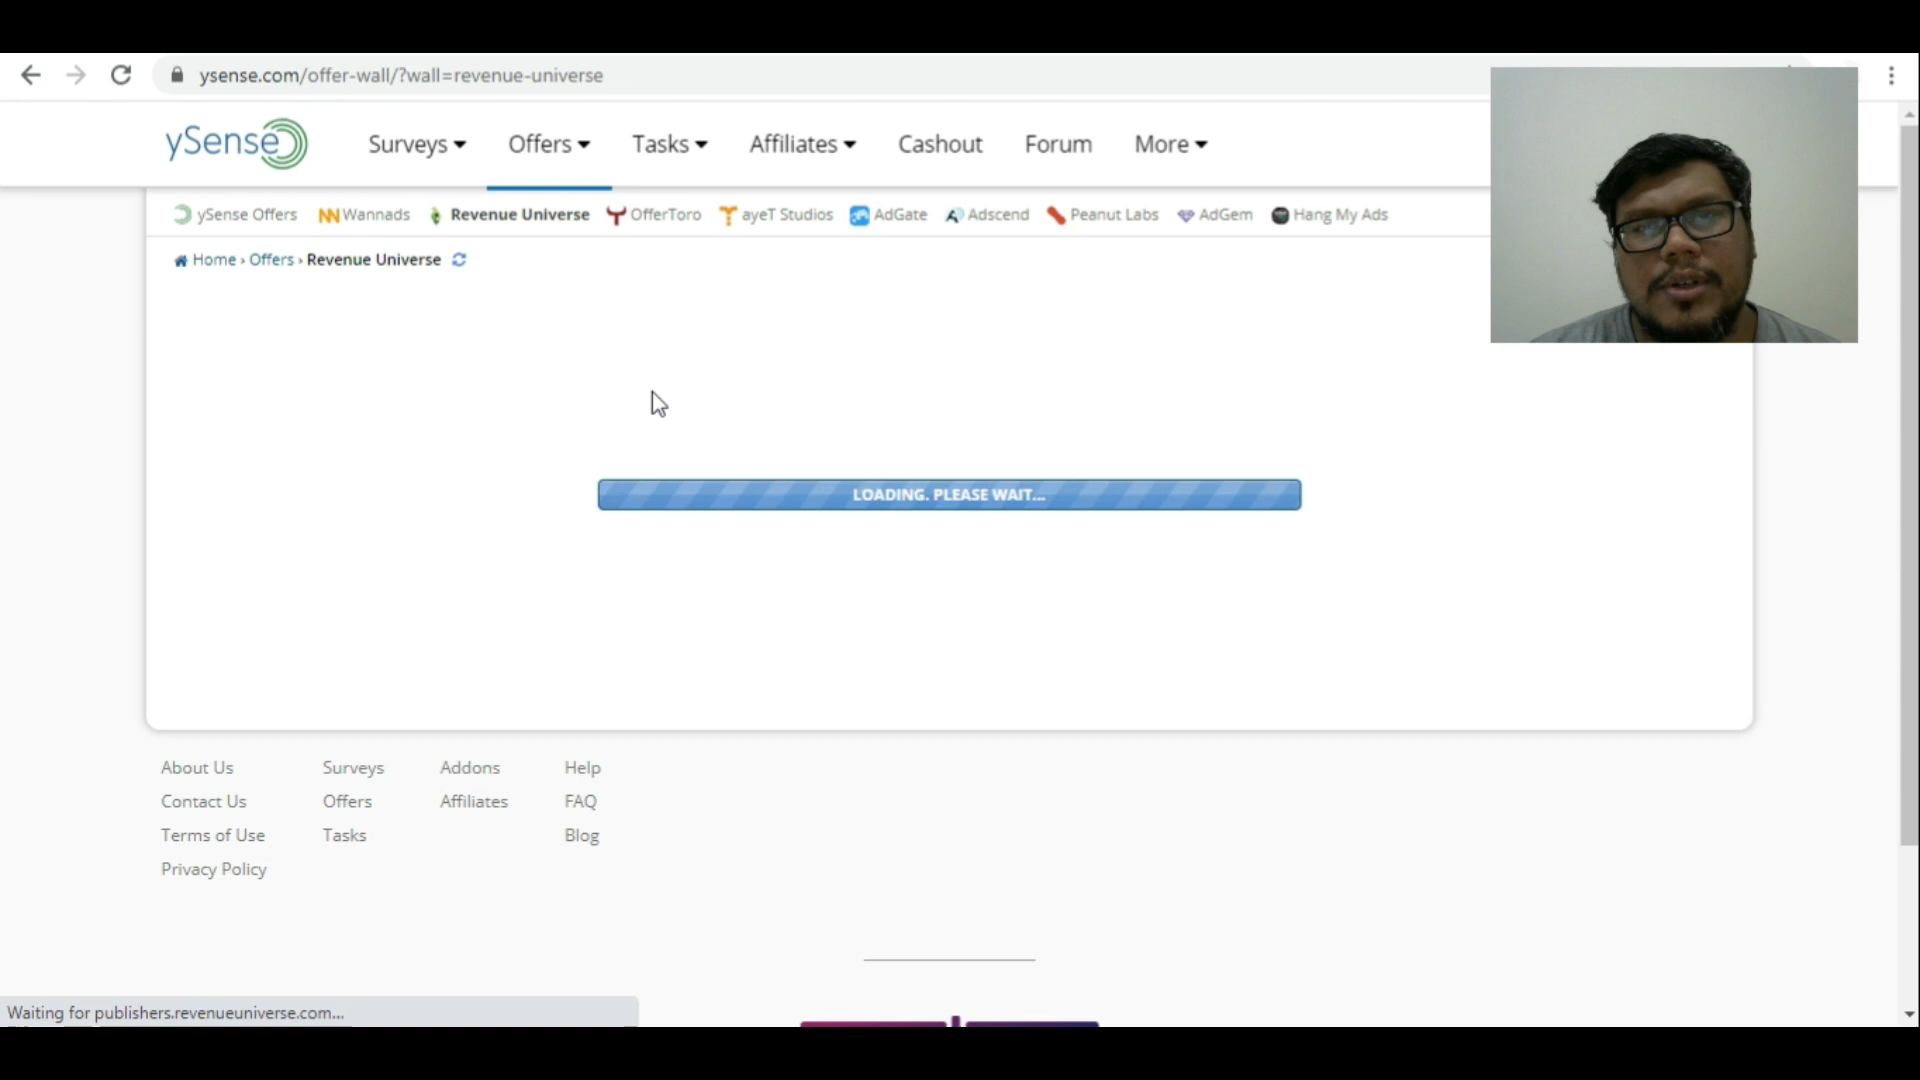 ysense.com/offer-wall/?wall=revenue-universe
ySense Surveys Offers Tasks Affiliates Cashout Forum More
ySense Offers Wannads Revenue Universe OfferToro ayeT Studios AdGate Adscend Peanut Labs AdGem Hang My Ads
Home › Offers › Revenue Universe
LOADING. PLEASE WAIT...
About Us Surveys Addons Help
Contact Us Offers Affiliates FAQ
Terms of Use Tasks Blog
Privacy Policy
Waiting for publishers.revenueuniverse.com...